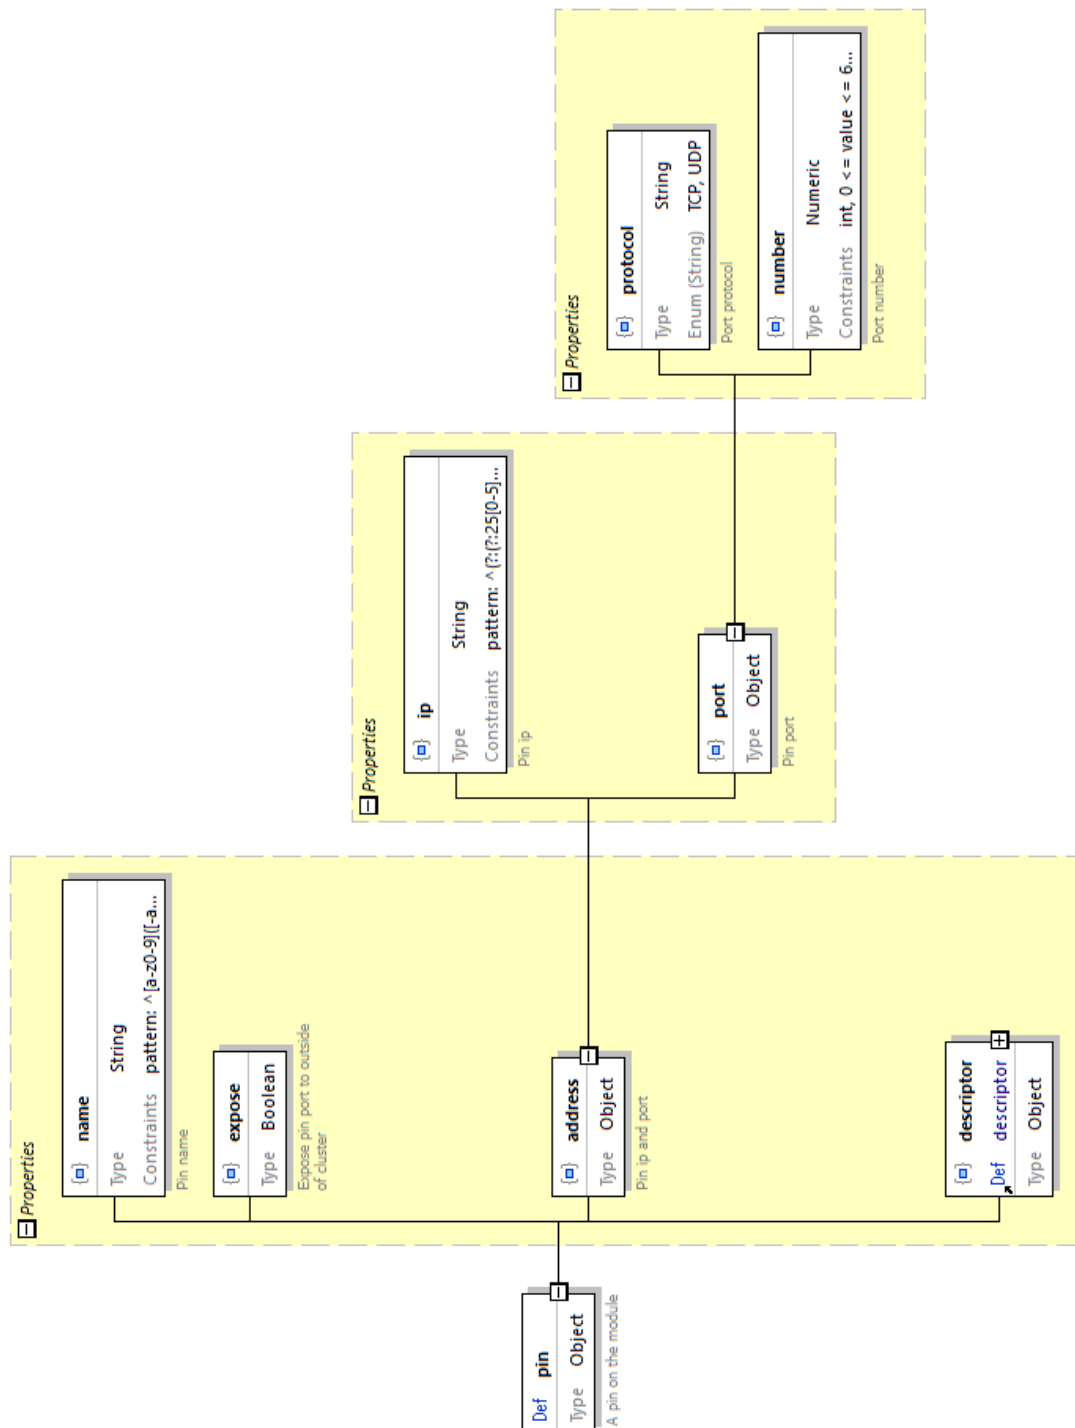 Def pin
Type Object
A pin on the module
Properties
name
Type String
Constraints pattern: ^[a-z0-9]([-a...
Pin name
expose
Type Boolean
Expose pin port to outside
of cluster
address
Type Object
Pin ip and port
descriptor
Def descriptor
Type Object
Properties
ip
Type String
Constraints pattern: ^(?:(?:25[0-5]...
Pin ip
port
Type Object
Pin port
Properties
protocol
Type String
Enum (String) TCP, UDP
Port protocol
number
Type Numeric
Constraints int, 0 <= value <= 6...
Port number